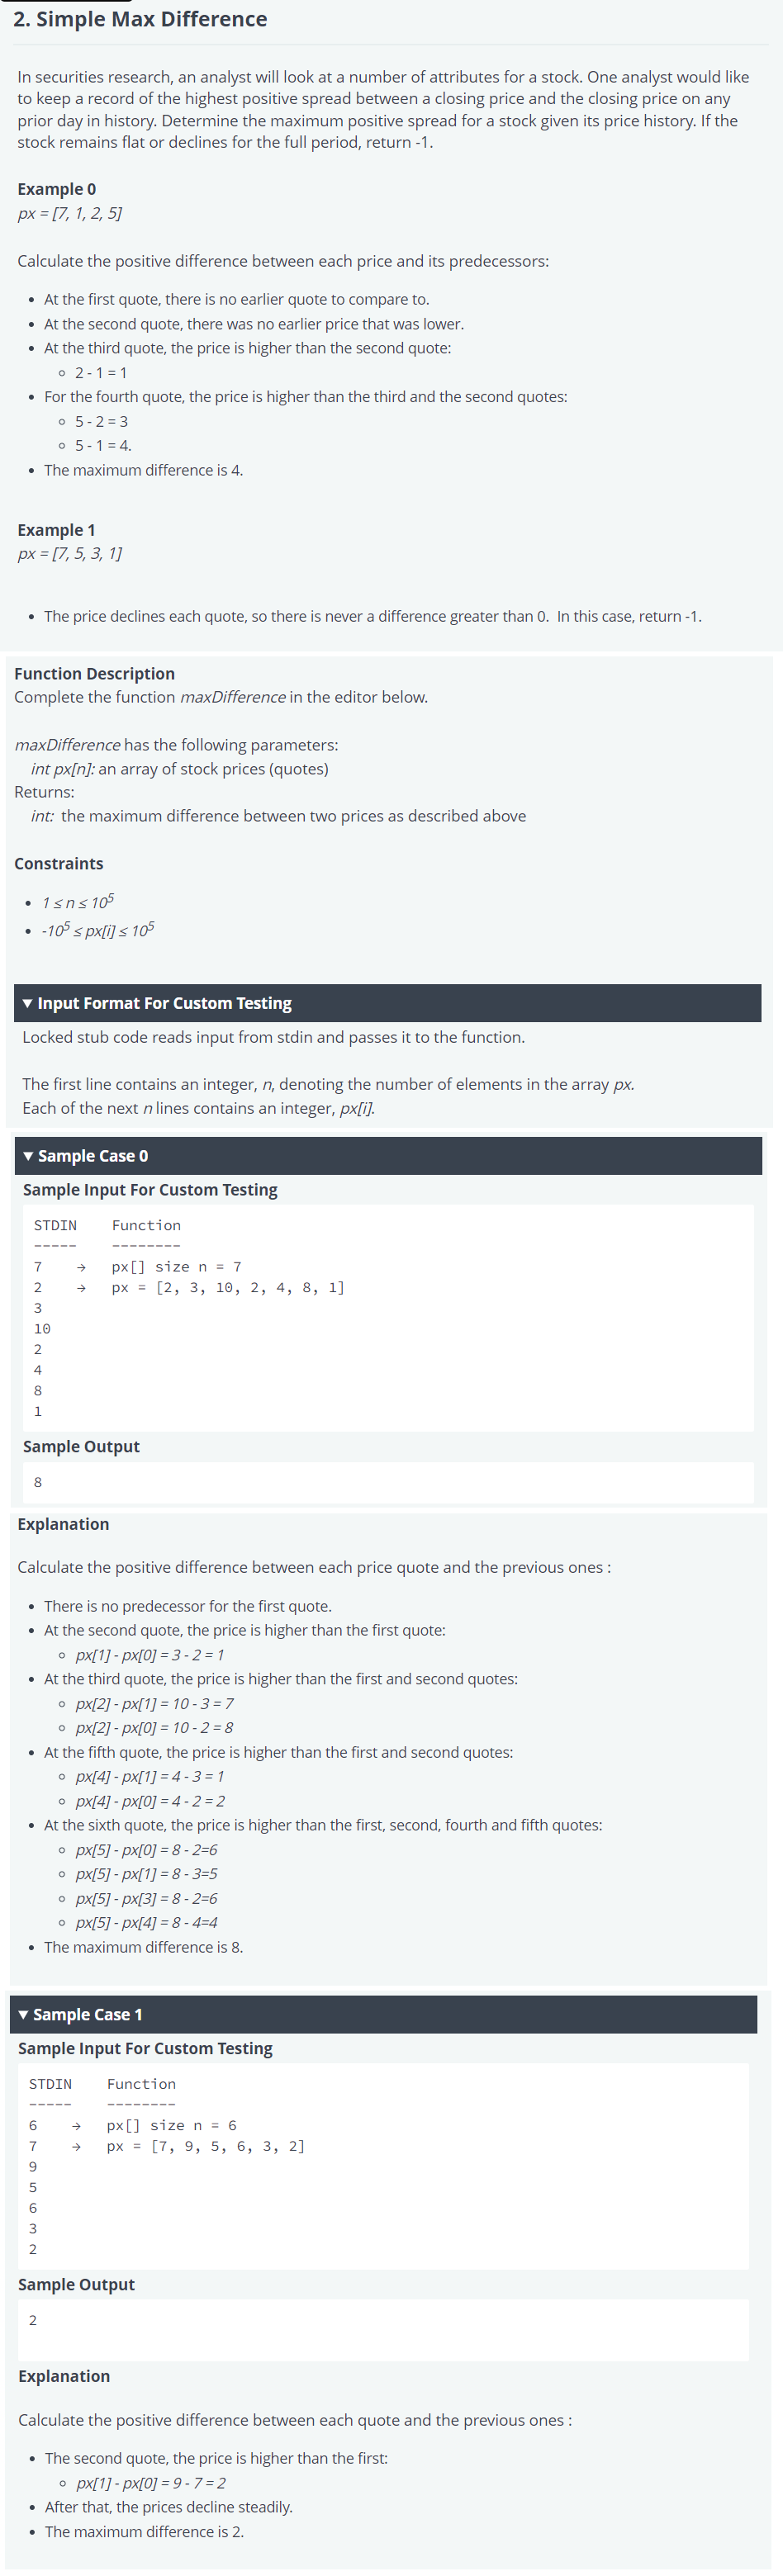 2. Simple Max Difference
In securities research, an analyst will look at a number of attributes for a stock. One analyst would like
to keep a record of the highest positive spread between a closing price and the closing price on any
prior day in history. Determine the maximum positive spread for a stock given its price history. If the
stock remains flat or declines for the full period, return -1.
Example 0
px = [7, 1, 2, 5]
Calculate the positive difference between each price and its predecessors:
• At the first quote, there is no earlier quote to compare to.
• At the second quote, there was no earlier price that was lower.
• At the third quote, the price is higher than the second quote:
○ 2 - 1 = 1
• For the fourth quote, the price is higher than the third and the second quotes:
○ 5 - 2 = 3
○ 5 - 1 = 4.
• The maximum difference is 4.
Example 1
px = [7, 5, 3, 1]
• The price declines each quote, so there is never a difference greater than 0. In this case, return -1.
Function Description
Complete the function maxDifference in the editor below.
maxDifference has the following parameters:
int px[n]: an array of stock prices (quotes)
Returns:
int: the maximum difference between two prices as described above
Constraints
• 1 ≤ n ≤ 10⁵
• -10⁵ ≤ px[i] ≤ 10⁵
▼ Input Format For Custom Testing
Locked stub code reads input from stdin and passes it to the function.
The first line contains an integer, n, denoting the number of elements in the array px.
Each of the next n lines contains an integer, px[i].
▼ Sample Case 0
Sample Input For Custom Testing
STDIN Function
----- --------
7 → px[] size n = 7
2 → px = [2, 3, 10, 2, 4, 8, 1]
3
10
2
4
8
1
Sample Output
8
Explanation
Calculate the positive difference between each price quote and the previous ones :
• There is no predecessor for the first quote.
• At the second quote, the price is higher than the first quote:
○ px[1] - px[0] = 3 - 2 = 1
• At the third quote, the price is higher than the first and second quotes:
○ px[2] - px[1] = 10 - 3 = 7
○ px[2] - px[0] = 10 - 2 = 8
• At the fifth quote, the price is higher than the first and second quotes:
○ px[4] - px[1] = 4 - 3 = 1
○ px[4] - px[0] = 4 - 2 = 2
• At the sixth quote, the price is higher than the first, second, fourth and fifth quotes:
○ px[5] - px[0] = 8 - 2=6
○ px[5] - px[1] = 8 - 3=5
○ px[5] - px[3] = 8 - 2=6
○ px[5] - px[4] = 8 - 4=4
• The maximum difference is 8.
▼ Sample Case 1
Sample Input For Custom Testing
STDIN Function
----- --------
6 → px[] size n = 6
7 → px = [7, 9, 5, 6, 3, 2]
9
5
6
3
2
Sample Output
2
Explanation
Calculate the positive difference between each quote and the previous ones :
• The second quote, the price is higher than the first:
○ px[1] - px[0] = 9 - 7 = 2
• After that, the prices decline steadily.
• The maximum difference is 2.